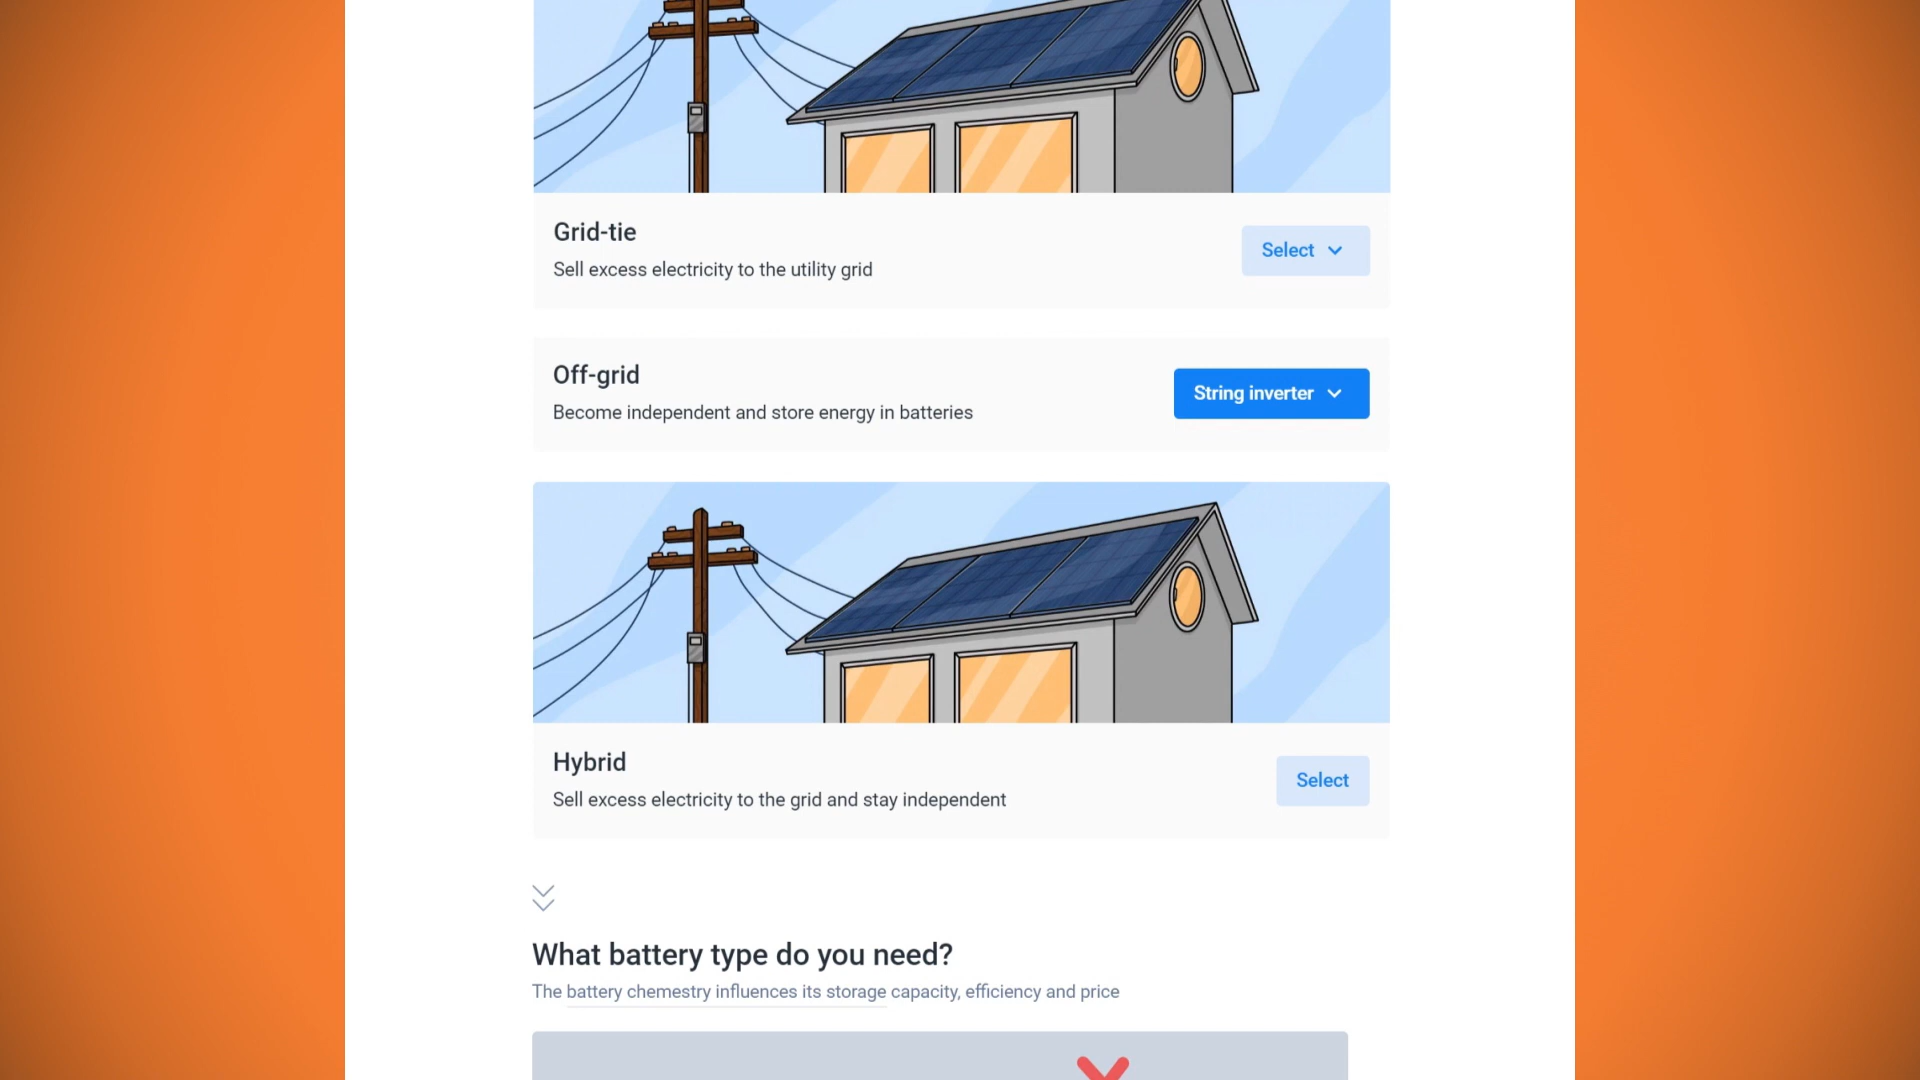 Grid-tie
Sell excess electricity to the utility grid
Select
Off-grid
Become independent and store energy in batteries
String inverter
Hybrid
Sell excess electricity to the grid and stay independent
Select
What battery type do you need?
The battery chemestry influences its storage capacity, efficiency and price